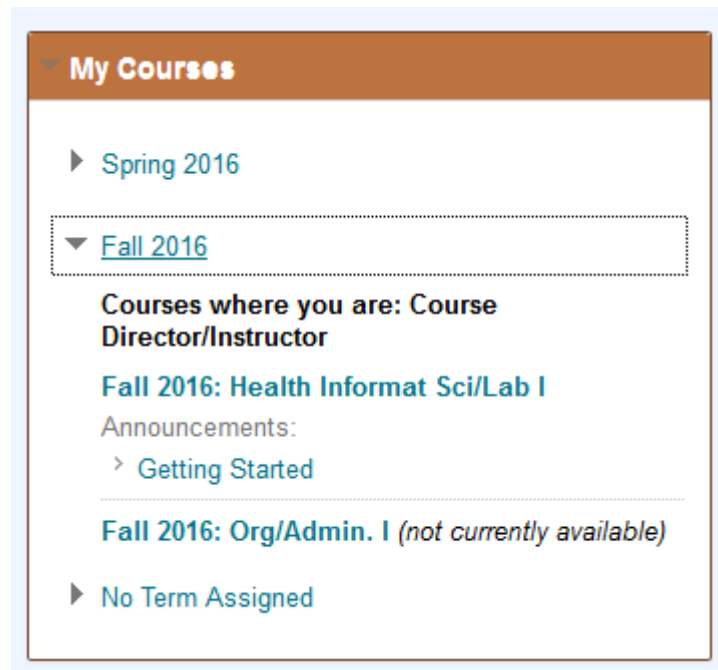 My Courses
Spring 2016
Fall 2016
Courses where you are: Course
Director/Instructor
Fall 2016: Health Informat Sci/Lab I
Announcements:
Getting Started
Fall 2016: Org/Admin. I (not currently available)
No Term Assigned